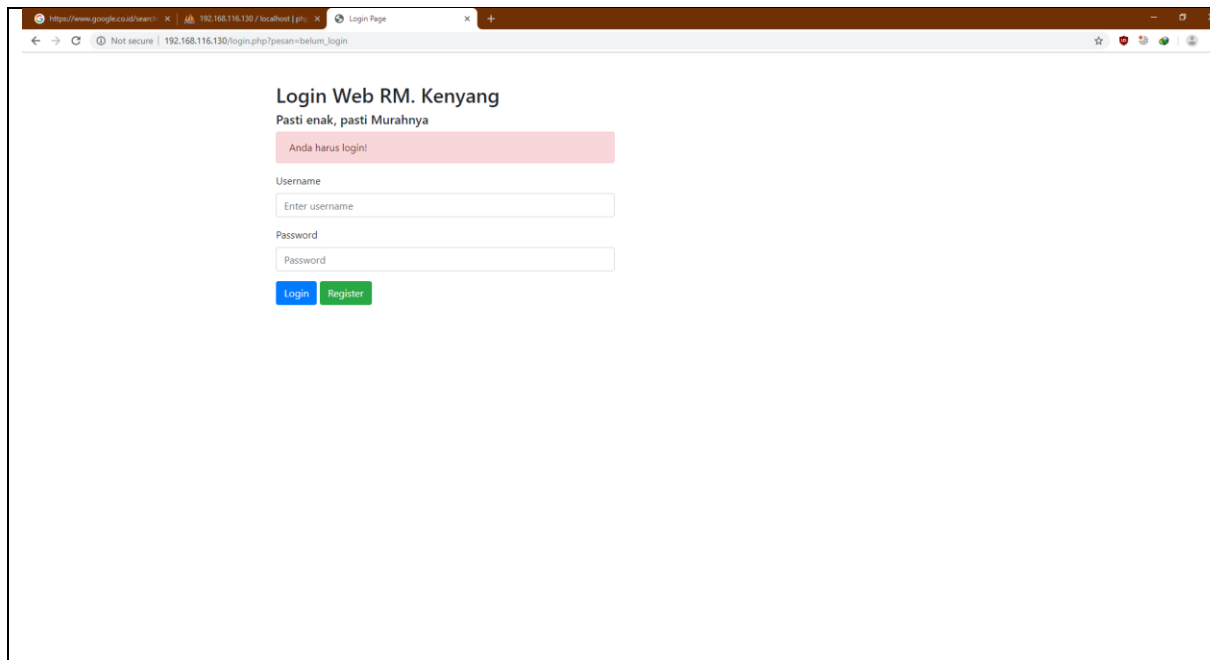 https://www.google.co.id/search
192.168.116.130 / localhost | php
Login Page
Not secure | 192.168.116.130/login.php?pesan=belum_login
Login Web RM. Kenyang
Pasti enak, pasti Murahnya
Anda harus login!
Username
Enter username
Password
Password
Login Register